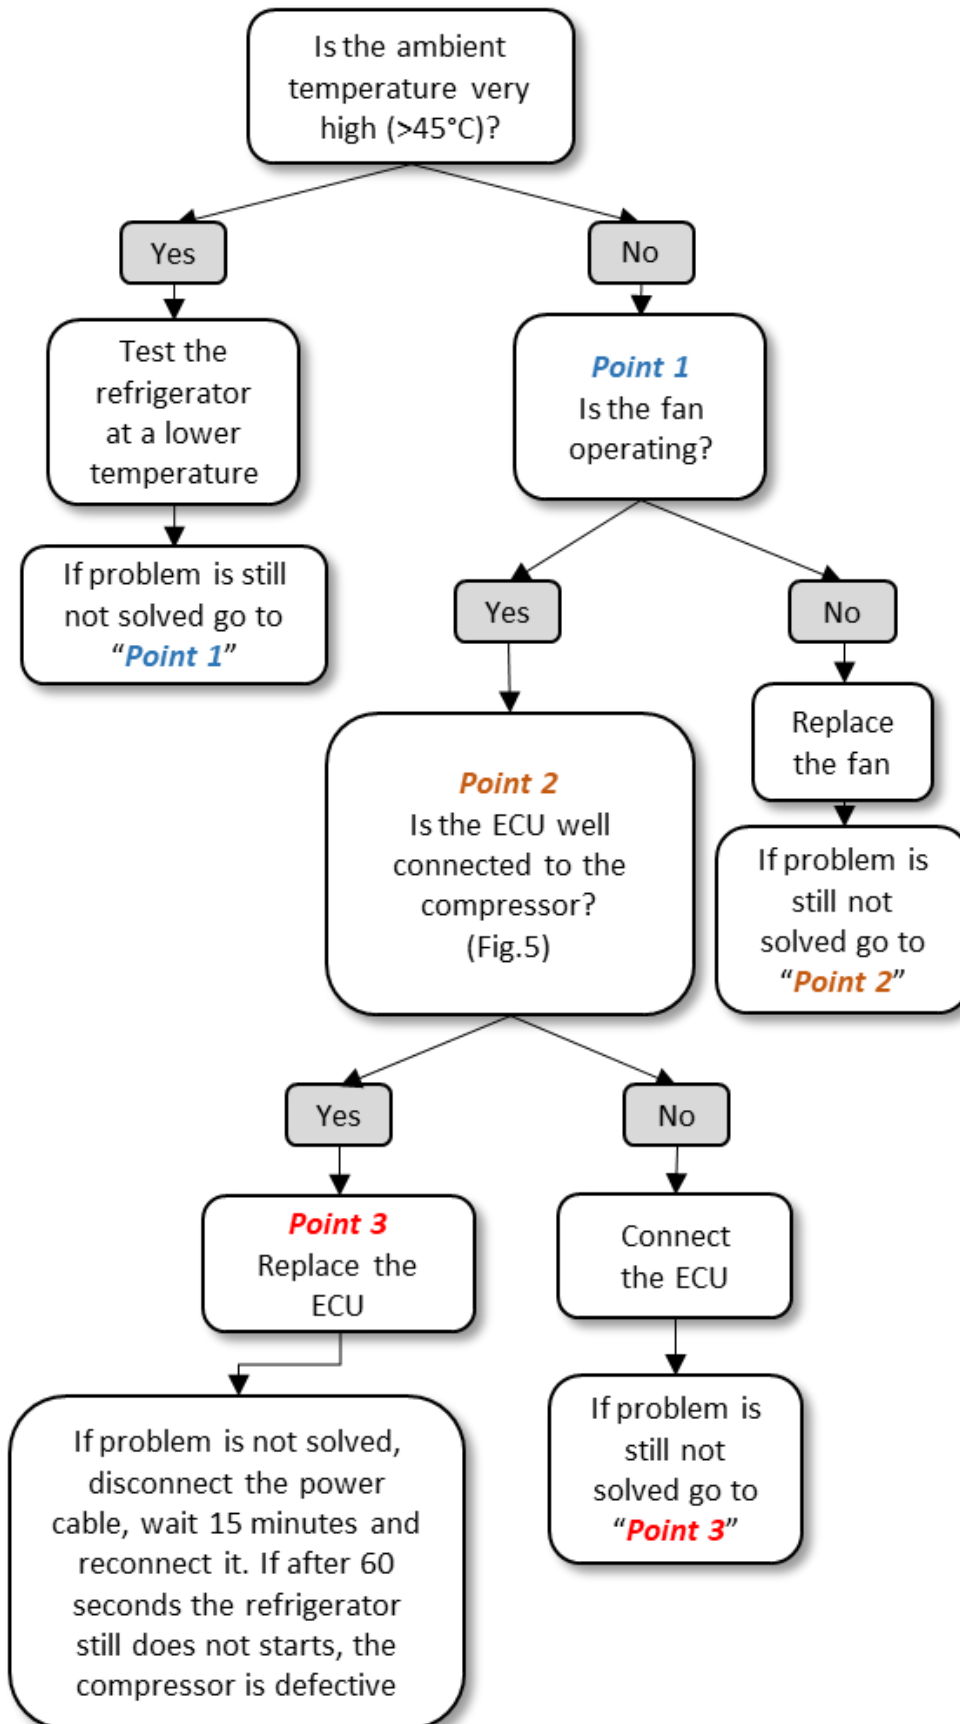 Is the ambient
temperature very
high (>45°C)?
Yes
No
Test the
refrigerator
at a lower
temperature
Point 1
Is the fan
operating?
If problem is still
not solved go to
“Point 1”
Yes
No
Replace
the fan
Point 2
Is the ECU well
connected to the
compressor?
(Fig.5)
If problem is
still not
solved go to
“Point 2”
Yes
No
Point 3
Replace the
ECU
Connect
the ECU
If problem is not solved,
disconnect the power
cable, wait 15 minutes and
reconnect it. If after 60
seconds the refrigerator
still does not starts, the
compressor is defective
If problem is
still not
solved go to
“Point 3”